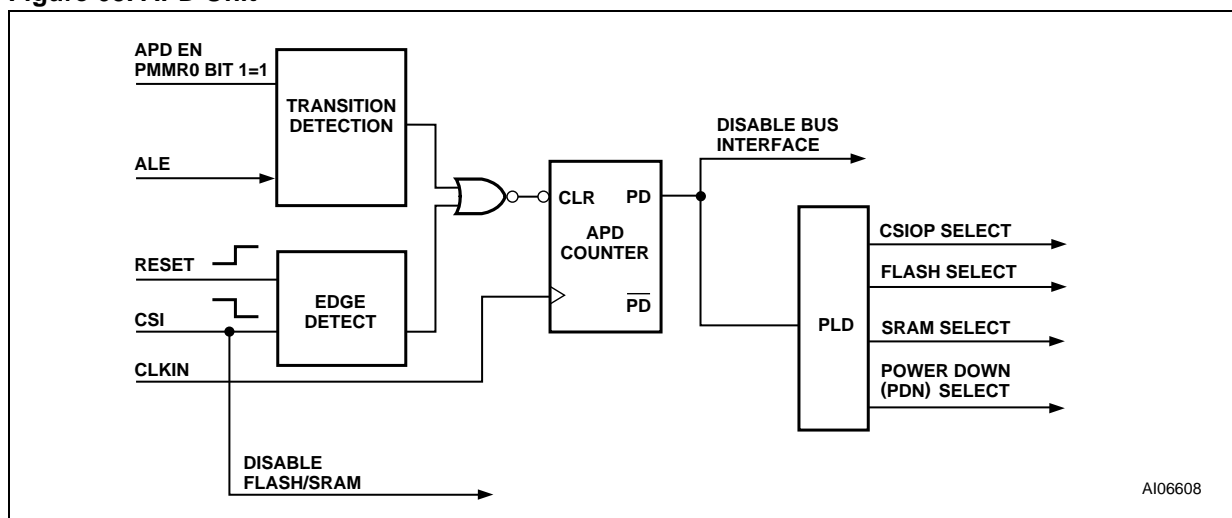 APD EN
PMMR0 BIT 1=1
TRANSITION
DETECTION
ALE
DISABLE BUS
INTERFACE
CLR
PD
APD
COUNTER
PD
CSIOP SELECT
FLASH SELECT
RESET
EDGE
DETECT
CSI
PLD
SRAM SELECT
CLKIN
POWER DOWN
(PDN) SELECT
DISABLE
FLASH/SRAM
AI06608